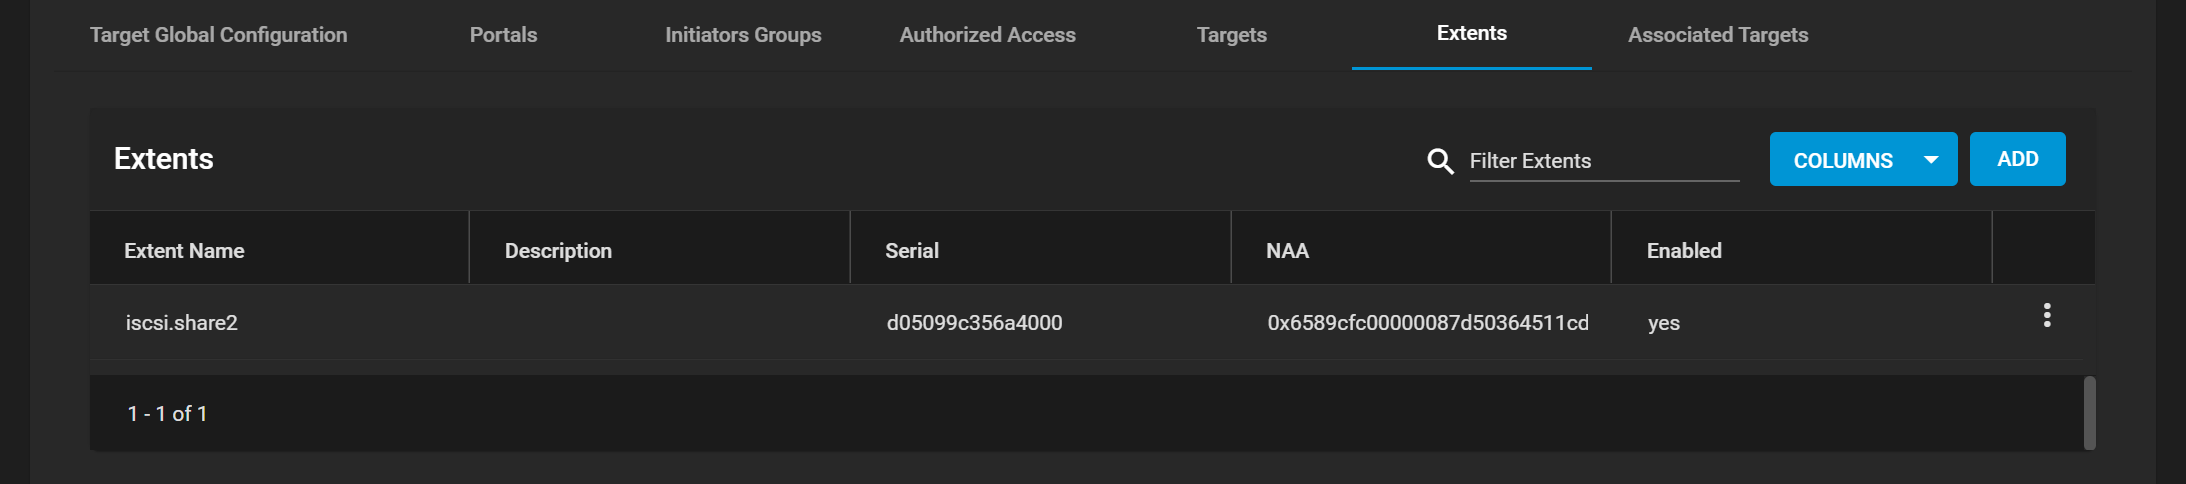 Target Global Configuration Portals Initiators Groups Authorized Access Targets Extents Associated Targets
Extents Filter Extents COLUMNS ADD
Extent Name Description Serial NAA Enabled
iscsi.share2 d05099c356a4000 0x6589cfc00000087d50364511cd yes
1 - 1 of 1